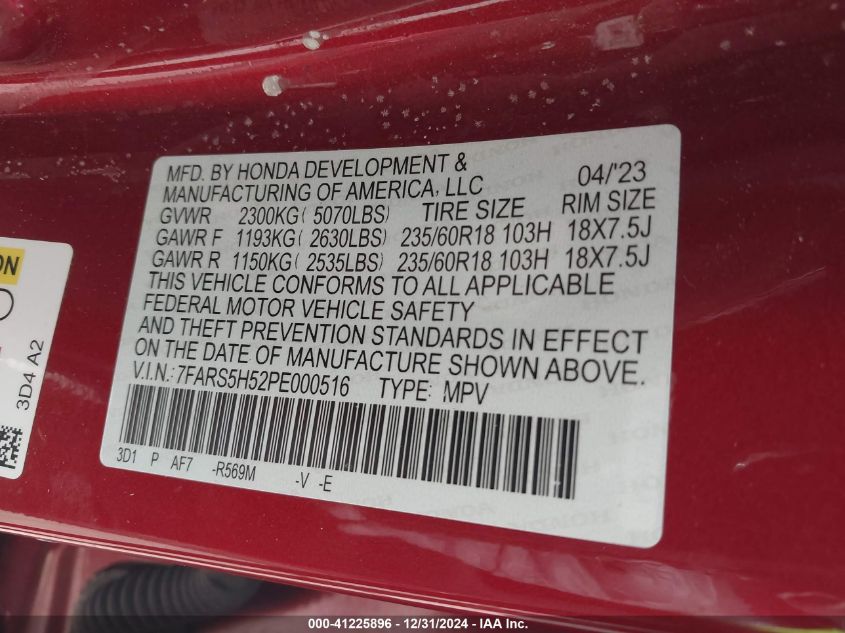 MFD. BY HONDA DEVELOPMENT &
MANUFACTURING OF AMERICA, LLC 04/'23
GVWR 2300KG( 5070LBS) TIRE SIZE RIM SIZE
GAWR F 1193KG( 2630LBS) 235/60R18 103H 18X7.5J
GAWR R 1150KG( 2535LBS) 235/60R18 103H 18X7.5J
THIS VEHICLE CONFORMS TO ALL APPLICABLE
FEDERAL MOTOR VEHICLE SAFETY
AND THEFT PREVENTION STANDARDS IN EFFECT
ON THE DATE OF MANUFACTURE SHOWN ABOVE.
V.I.N.: 7FARS5H52PE000516 TYPE: MPV
3D1 P AF7 -R569M -V -E
3D4 A2
000-41225896 - 12/31/2024 - IAA Inc.